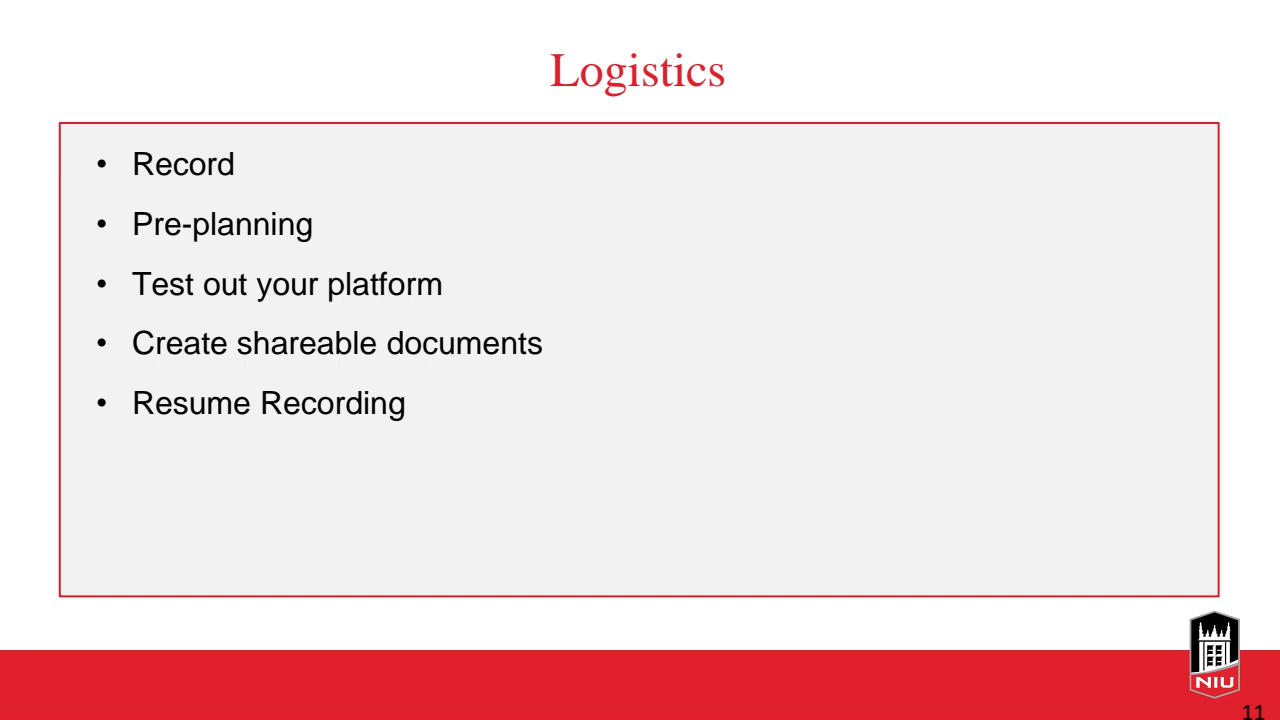 Logistics
• Record
• Pre-planning
• Test out your platform
• Create shareable documents
• Resume Recording
NIU
11